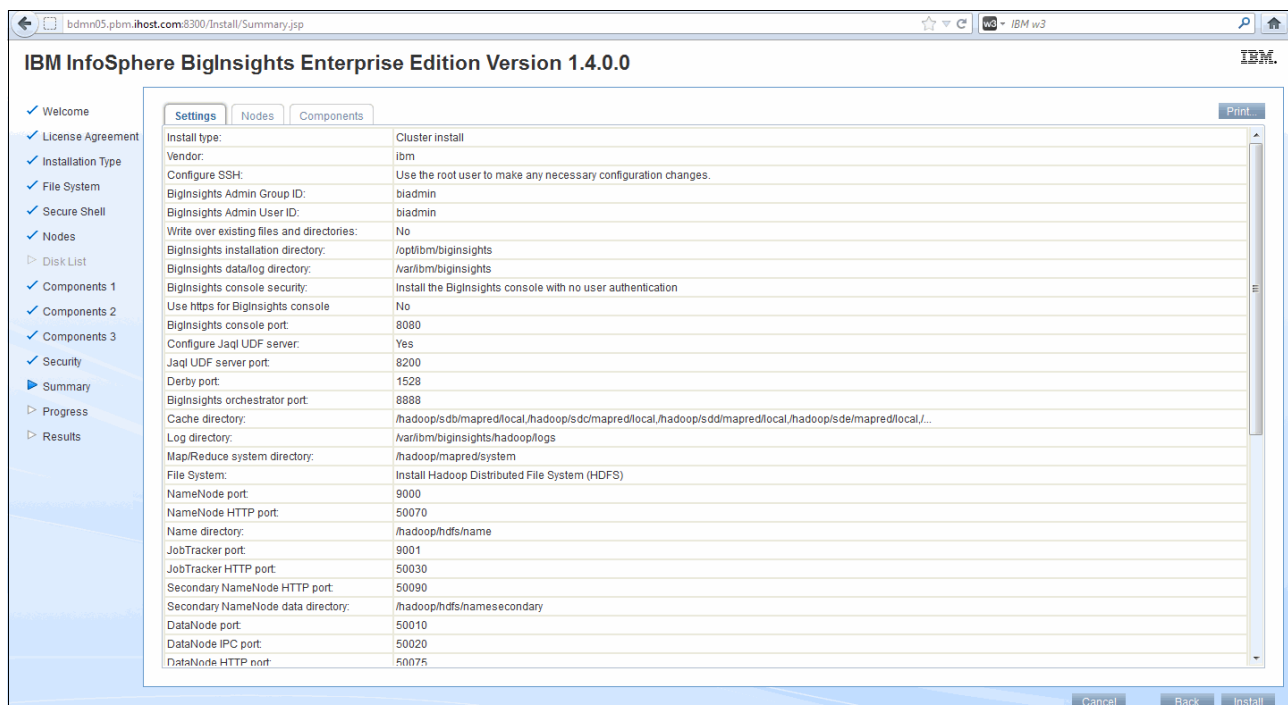 bdmn05.pbm.ihost.com:8300/Install/Summary.jsp
w3 IBM w3
IBM InfoSphere BigInsights Enterprise Edition Version 1.4.0.0
IBM.
Welcome
License Agreement
Installation Type
File System
Secure Shell
Nodes
Disk List
Components 1
Components 2
Components 3
Security
Summary
Progress
Results
Settings Nodes Components Print...
Install type: Cluster install
Vendor: ibm
Configure SSH: Use the root user to make any necessary configuration changes.
BigInsights Admin Group ID: biadmin
BigInsights Admin User ID: biadmin
Write over existing files and directories: No
BigInsights installation directory: /opt/ibm/biginsights
BigInsights data/log directory: /var/ibm/biginsights
BigInsights console security: Install the BigInsights console with no user authentication
Use https for BigInsights console No
BigInsights console port: 8080
Configure Jaql UDF server: Yes
Jaql UDF server port: 8200
Derby port: 1528
BigInsights orchestrator port: 8888
Cache directory: /hadoop/sdb/mapred/local,/hadoop/sdc/mapred/local,/hadoop/sdd/mapred/local,/hadoop/sde/mapred/local,/...
Log directory: /var/ibm/biginsights/hadoop/logs
Map/Reduce system directory: /hadoop/mapred/system
File System: Install Hadoop Distributed File System (HDFS)
NameNode port: 9000
NameNode HTTP port: 50070
Name directory: /hadoop/hdfs/name
JobTracker port: 9001
JobTracker HTTP port: 50030
Secondary NameNode HTTP port: 50090
Secondary NameNode data directory: /hadoop/hdfs/namesecondary
DataNode port: 50010
DataNode IPC port: 50020
DataNode HTTP port: 50075
Cancel Back Install